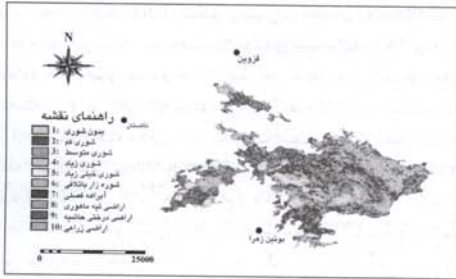 N
قزوین
راهنمای نقشه
تاکستان
1: بدون شوری
2: شوری کم
3: شوری متوسط
4: شوری زیاد
5: شوری خیلی زیاد
6: شوره زار باتلاقی
7: آبراهه فصلی
8: اراضی تپه ماهوری
9: اراضی درختی حاشیه
10: اراضی زراعی
بوئین زهرا
0
25000